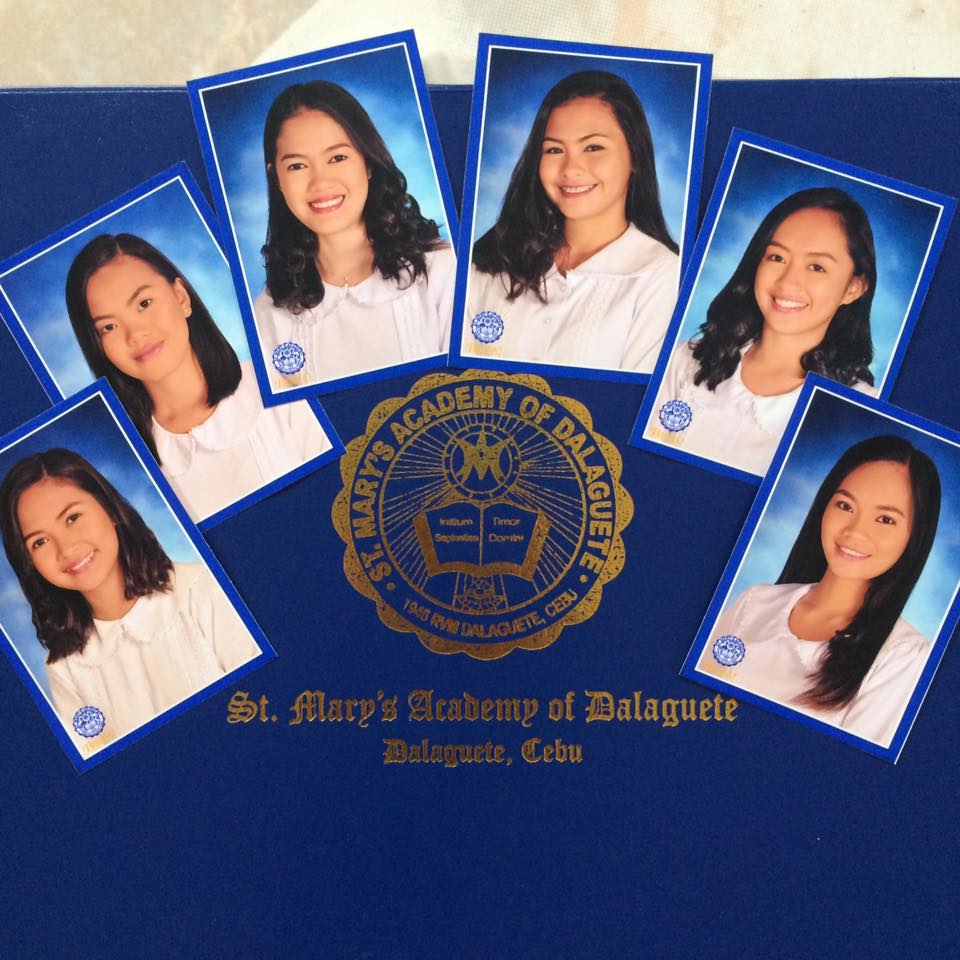 ST. MARY'S ACADEMY OF DALAGUETE
Initium Timor
Sapientiae Domini
1945 RVM DALAGUETE, CEBU
St. Mary's Academy of Dalaguete
Dalaguete, Cebu